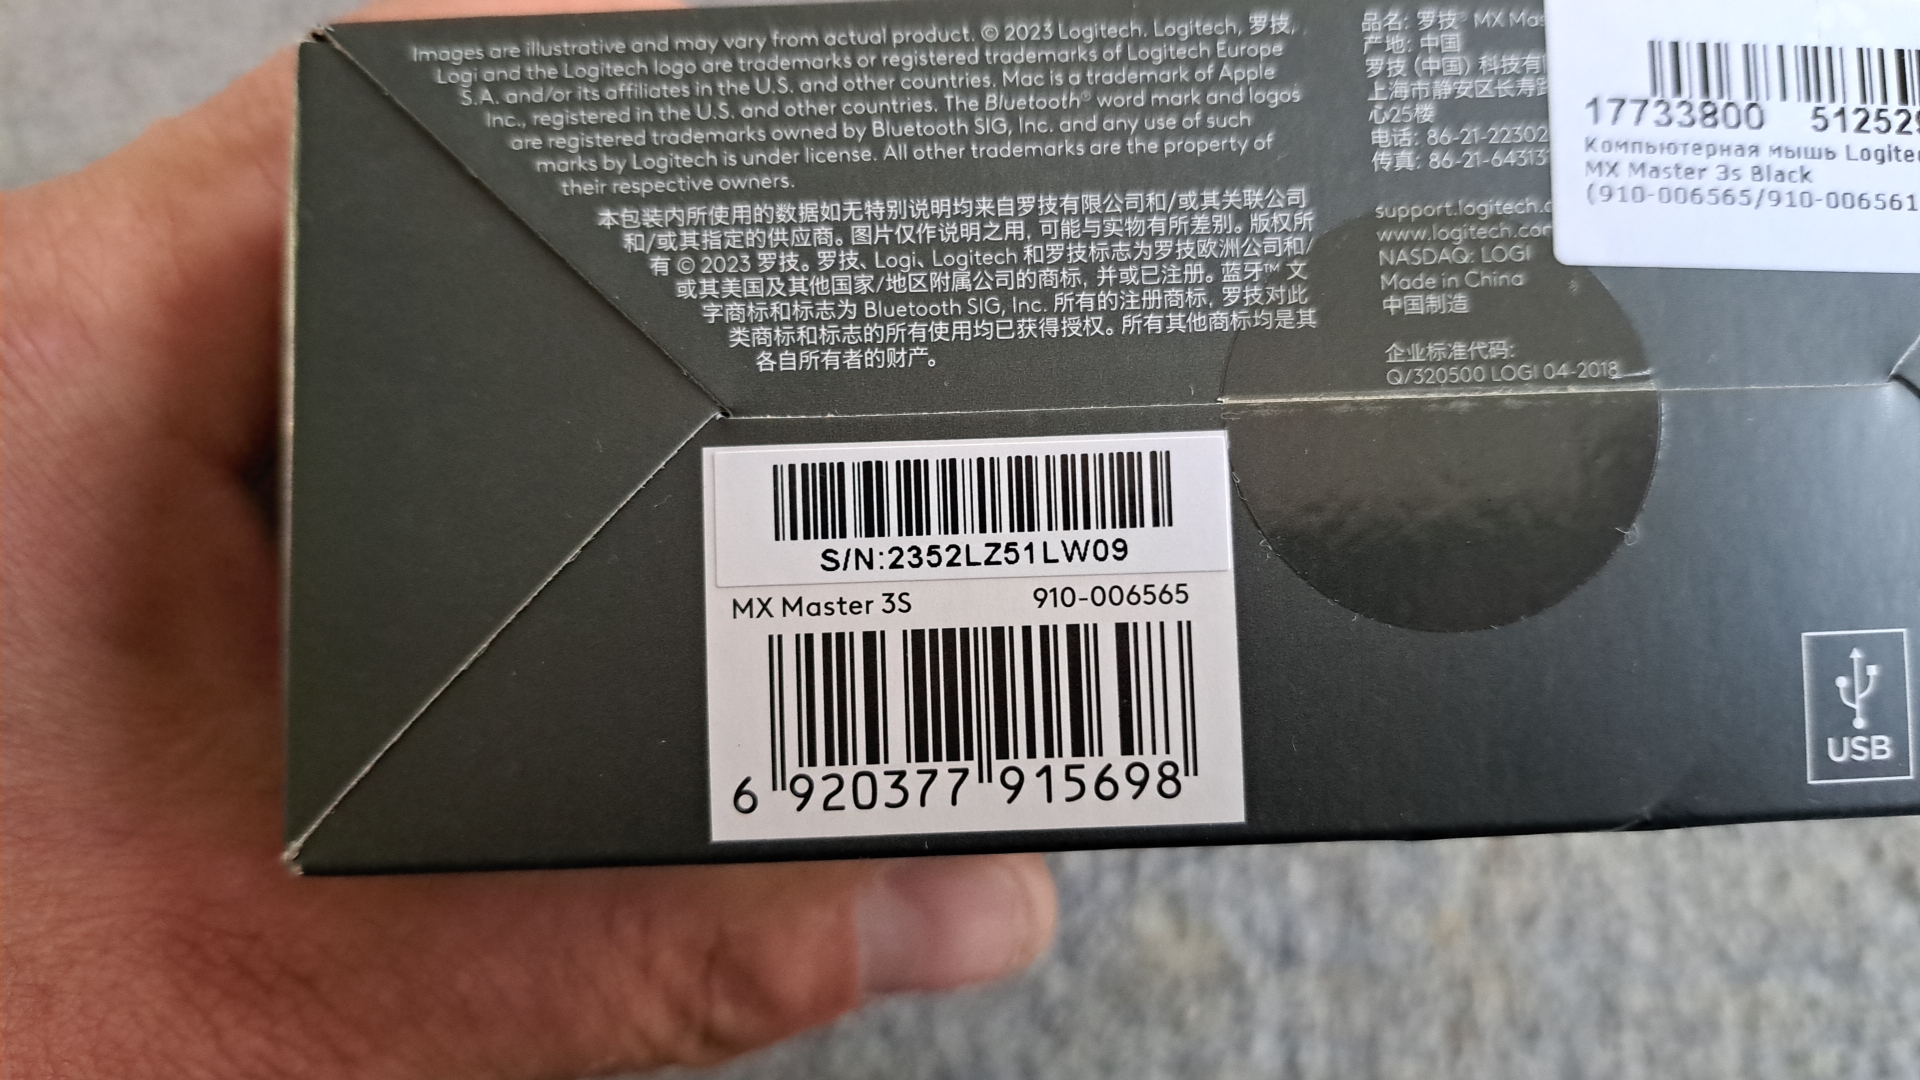 Images are illustrative and may vary from actual product. © 2023 Logitech. Logitech, 罗技,
Logi and the Logitech logo are trademarks or registered trademarks of Logitech Europe
S.A. and/or its affiliates in the U.S. and other countries. Mac is a trademark of Apple
Inc., registered in the U.S. and other countries. The Bluetooth® word mark and logos
are registered trademarks owned by Bluetooth SIG, Inc. and any use of such
marks by Logitech is under license. All other trademarks are the property of
their respective owners.
本包装内所使用的数据如无特别说明均来自罗技有限公司和/或其关联公司
和/或其指定的供应商。图片仅作说明之用, 可能与实物有所差别。版权所
有 © 2023 罗技。罗技、Logi、Logitech 和罗技标志为罗技欧洲公司和/
或其美国及其他国家/地区附属公司的商标, 并或已注册。蓝牙™ 文
字商标和标志为 Bluetooth SIG, Inc. 所有的注册商标, 罗技对此
类商标和标志的所有使用均已获得授权。所有其他商标均是其
各自所有者的财产。
品名: 罗技® MX Mas
产地: 中国
罗技 (中国) 科技有
上海市静安区长寿路
心25楼
电话: 86-21-22302
传真: 86-21-64313
support.logitech.c
www.logitech.com
NASDAQ: LOGI
Made in China
中国制造
企业标准代码:
Q/320500 LOGI 04-2018
17733800 512529
Компьютерная мышь Logitec
MX Master 3s Black
(910-006565/910-006561
S/N:2352LZ51LW09
MX Master 3S 910-006565
6 920377 915698
USB